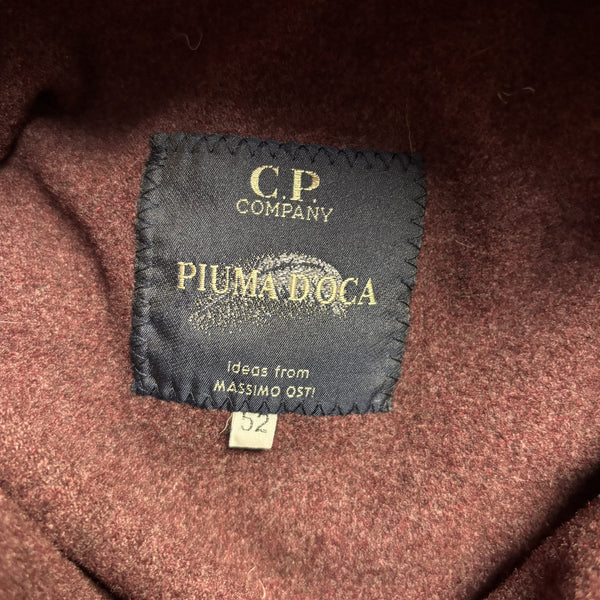 C.P.
COMPANY
PIUMA D'OCA
ideas from
MASSIMO OSTI
52